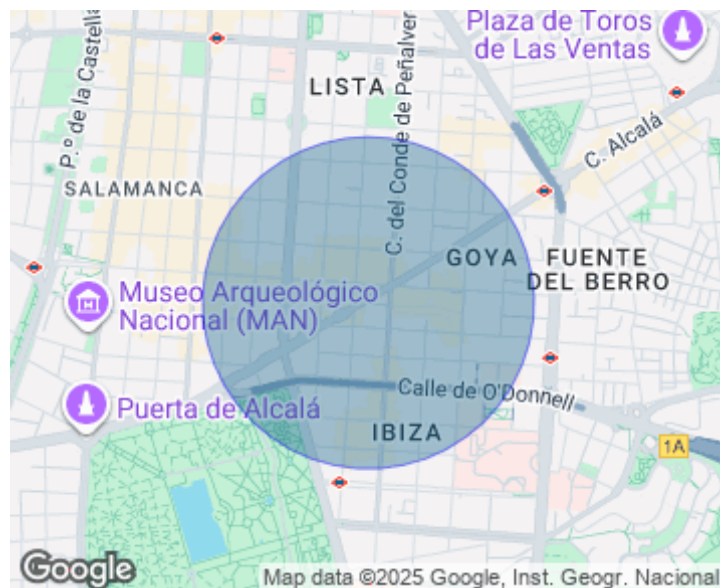 Plaza de Toros
de Las Ventas
LISTA
P.º de la Castella
C. del Conde de Peñalver
C. Alcalá
SALAMANCA
GOYA
FUENTE
DEL BERRO
Museo Arqueológico
Nacional (MAN)
Puerta de Alcalá
Calle de O'Donnell
IBIZA
1A
Google
Map data ©2025 Google, Inst. Geogr. Nacional